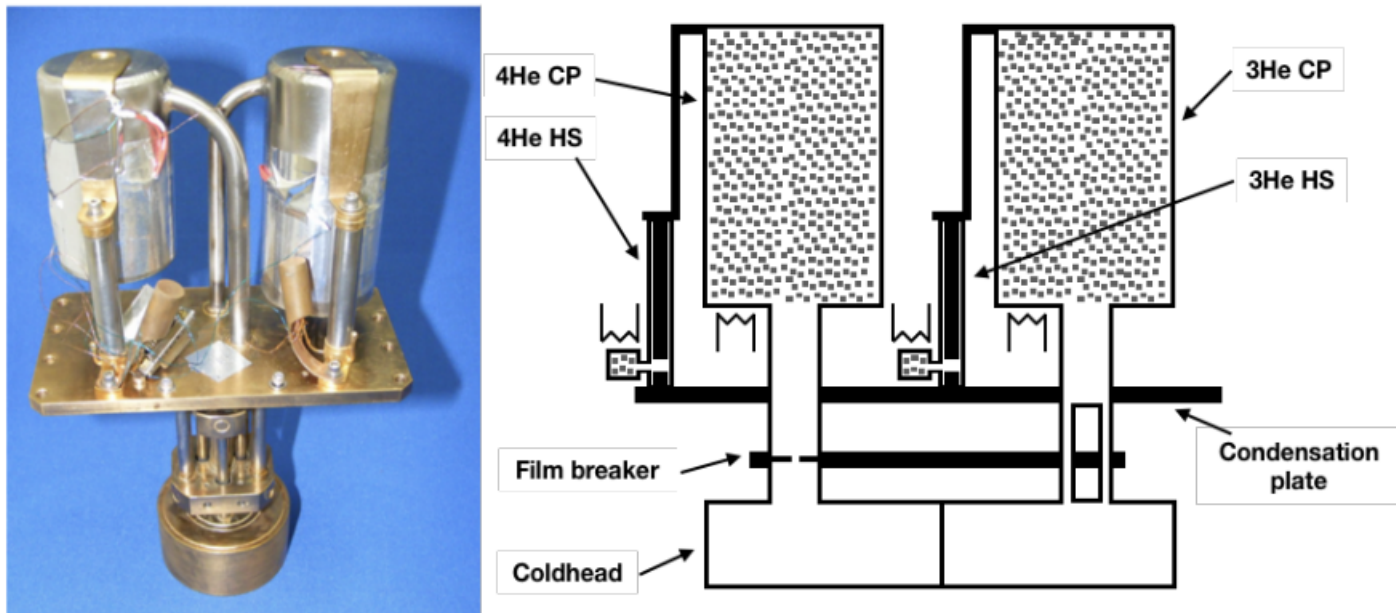 4He CP
4He HS
3He CP
3He HS
Film breaker
Condensation
plate
Coldhead